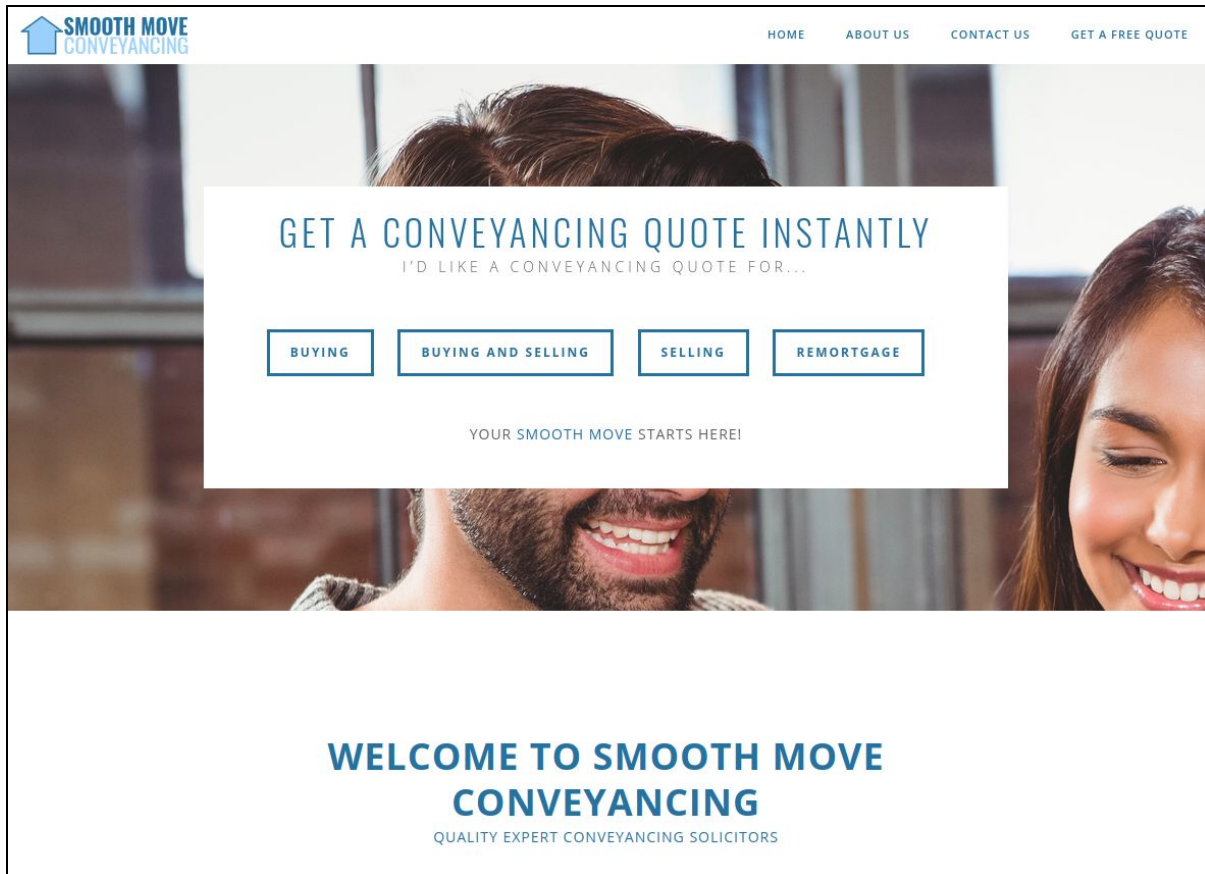 SMOOTH MOVE
CONVEYANCING
HOME ABOUT US CONTACT US GET A FREE QUOTE
GET A CONVEYANCING QUOTE INSTANTLY
I'D LIKE A CONVEYANCING QUOTE FOR...
BUYING BUYING AND SELLING SELLING REMORTGAGE
YOUR SMOOTH MOVE STARTS HERE!
WELCOME TO SMOOTH MOVE
CONVEYANCING
QUALITY EXPERT CONVEYANCING SOLICITORS